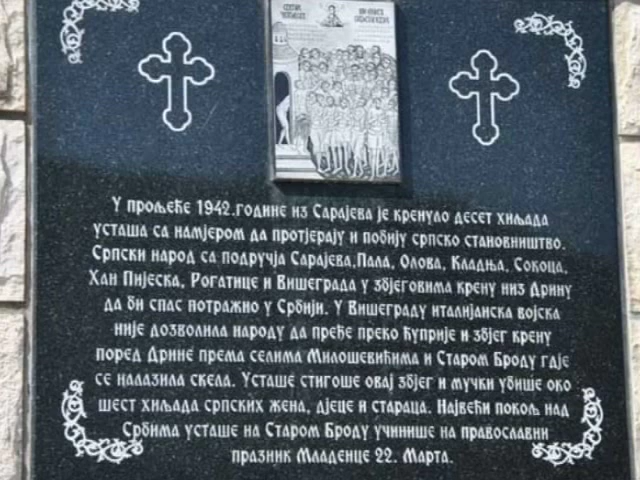 У прољеће 1942.године из Сарајева је кренуло десет хиљада
усташа са намјером да протјерају и побију српско становништво.
Српски народ са подручја Сарајева,Пала, Олова, Кладња, Сокоца,
Хан Пијеска, Рогатице и Вишеграда у збјеговима крену низ Дрину
да би спас потражио у Србији. У Вишеграду италијанска војска
није дозволила народу да пређе преко ћуприје и збјег крену
поред Дрине према селима Милошевићима и Старом Броду гдје
се налазила скела. Усташе стигоше овај збјег и мучки убише око
шест хиљада српских жена, дјеце и стараца. Највећи покољ над
Србима усташе на Старом Броду учинише на православни
празник Младенце 22. Марта.